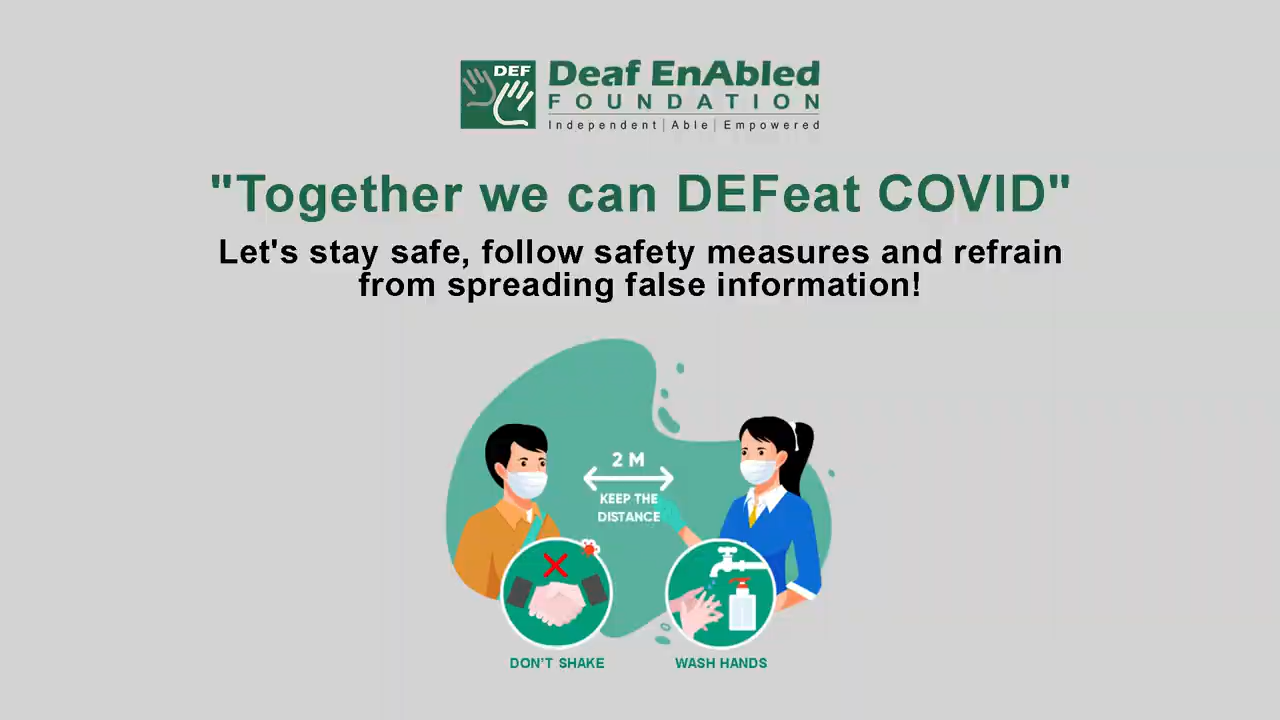 DEF
Deaf EnAbled
FOUNDATION
Independent | Able | Empowered
"Together we can DEFeat COVID"
Let's stay safe, follow safety measures and refrain
from spreading false information!
2 M
KEEP THE
DISTANCE
DON'T SHAKE
WASH HANDS